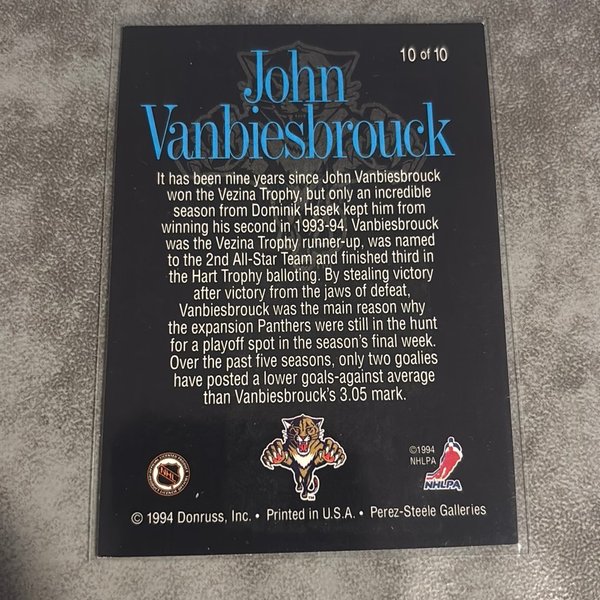 10 of 10
John
Vanbiesbrouck
It has been nine years since John Vanbiesbrouck
won the Vezina Trophy, but only an incredible
season from Dominik Hasek kept him from
winning his second in 1993-94. Vanbiesbrouck
was the Vezina Trophy runner-up, was named
to the 2nd All-Star Team and finished third in
the Hart Trophy balloting. By stealing victory
after victory from the jaws of defeat,
Vanbiesbrouck was the main reason why
the expansion Panthers were still in the hunt
for a playoff spot in the season's final week.
Over the past five seasons, only two goalies
have posted a lower goals-against average
than Vanbiesbrouck's 3.05 mark.
NHL
©1994
NHLPA
NHLPA
© 1994 Donruss, Inc. • Printed in U.S.A. • Perez-Steele Galleries